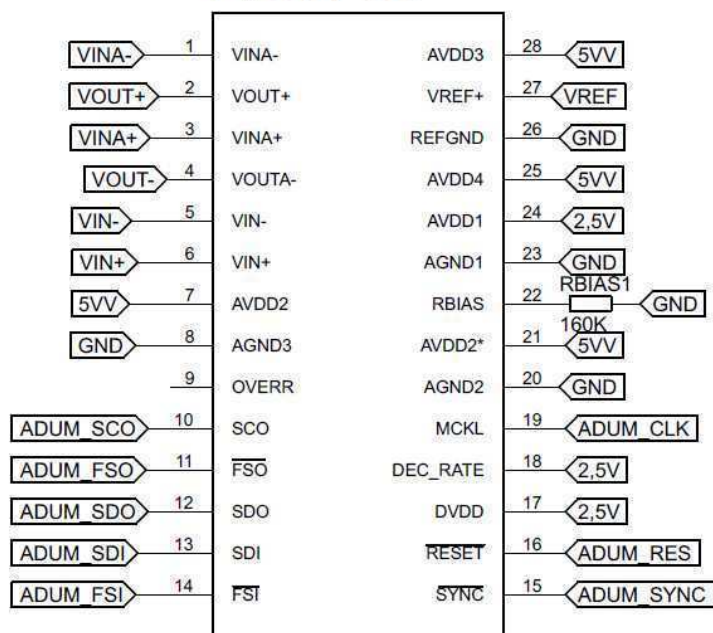 VINA- 1 VINA- AVDD3 28 5VV
VOUT+ 2 VOUT+ VREF+ 27 VREF
VINA+ 3 VINA+ REFGND 26 GND
VOUT- 4 VOUTA- AVDD4 25 5VV
VIN- 5 VIN- AVDD1 24 2,5V
VIN+ 6 VIN+ AGND1 23 GND
RBIAS1
5VV 7 AVDD2 RBIAS 22 GND
160K
GND 8 AGND3 AVDD2* 21 5VV
9 OVERR AGND2 20 GND
ADUM_SCO 10 SCO MCKL 19 ADUM_CLK
ADUM_FSO 11 FSO DEC_RATE 18 2,5V
ADUM_SDO 12 SDO DVDD 17 2,5V
ADUM_SDI 13 SDI RESET 16 ADUM_RES
ADUM_FSI 14 FSI SYNC 15 ADUM_SYNC